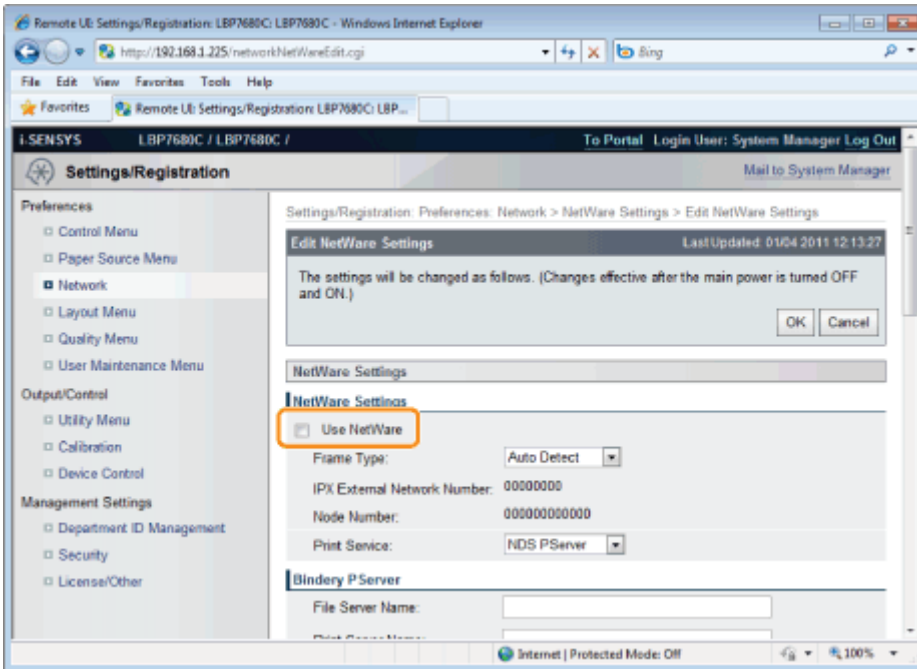 Remote UI: Settings/Registration: LBP7680C: LBP7680C - Windows Internet Explorer
http://192.168.1.225/networkNetWareEdit.cgi
Bing
File Edit View Favorites Tools Help
Favorites Remote UI: Settings/Registration: LBP7680C: LBP...
i-SENSYS LBP7680C / LBP7680C / To Portal Login User: System Manager Log Out
Settings/Registration Mail to System Manager
Preferences
Control Menu
Paper Source Menu
Network
Layout Menu
Quality Menu
User Maintenance Menu
Output/Control
Utility Menu
Calibration
Device Control
Management Settings
Department ID Management
Security
License/Other
Settings/Registration: Preferences: Network > NetWare Settings > Edit NetWare Settings
Edit NetWare Settings Last Updated: 01/04 2011 12:13:27
The settings will be changed as follows. (Changes effective after the main power is turned OFF
and ON.)
OK Cancel
NetWare Settings
NetWare Settings
Use NetWare
Frame Type: Auto Detect
IPX External Network Number: 00000000
Node Number: 000000000000
Print Service: NDS PServer
Bindery PServer
File Server Name:
Print Server Name:
Internet | Protected Mode: Off 100%